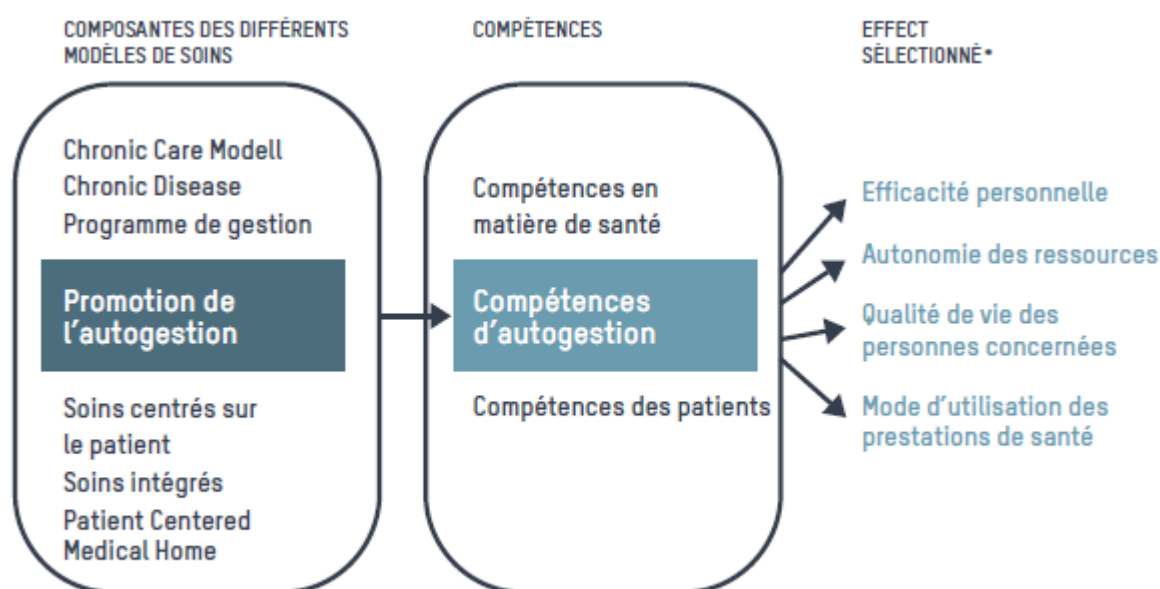 COMPOSANTES DES DIFFÉRENTS
MODÈLES DE SOINS
Chronic Care Modell
Chronic Disease
Programme de gestion
Promotion de
l'autogestion
Soins centrés sur
le patient
Soins intégrés
Patient Centered
Medical Home
COMPÉTENCES
Compétences en
matière de santé
Compétences
d'autogestion
Compétences des patients
EFFECT
SÉLECTIONNÉ*
Efficacité personnelle
Autonomie des ressources
Qualité de vie des
personnes concernées
Mode d'utilisation des
prestations de santé